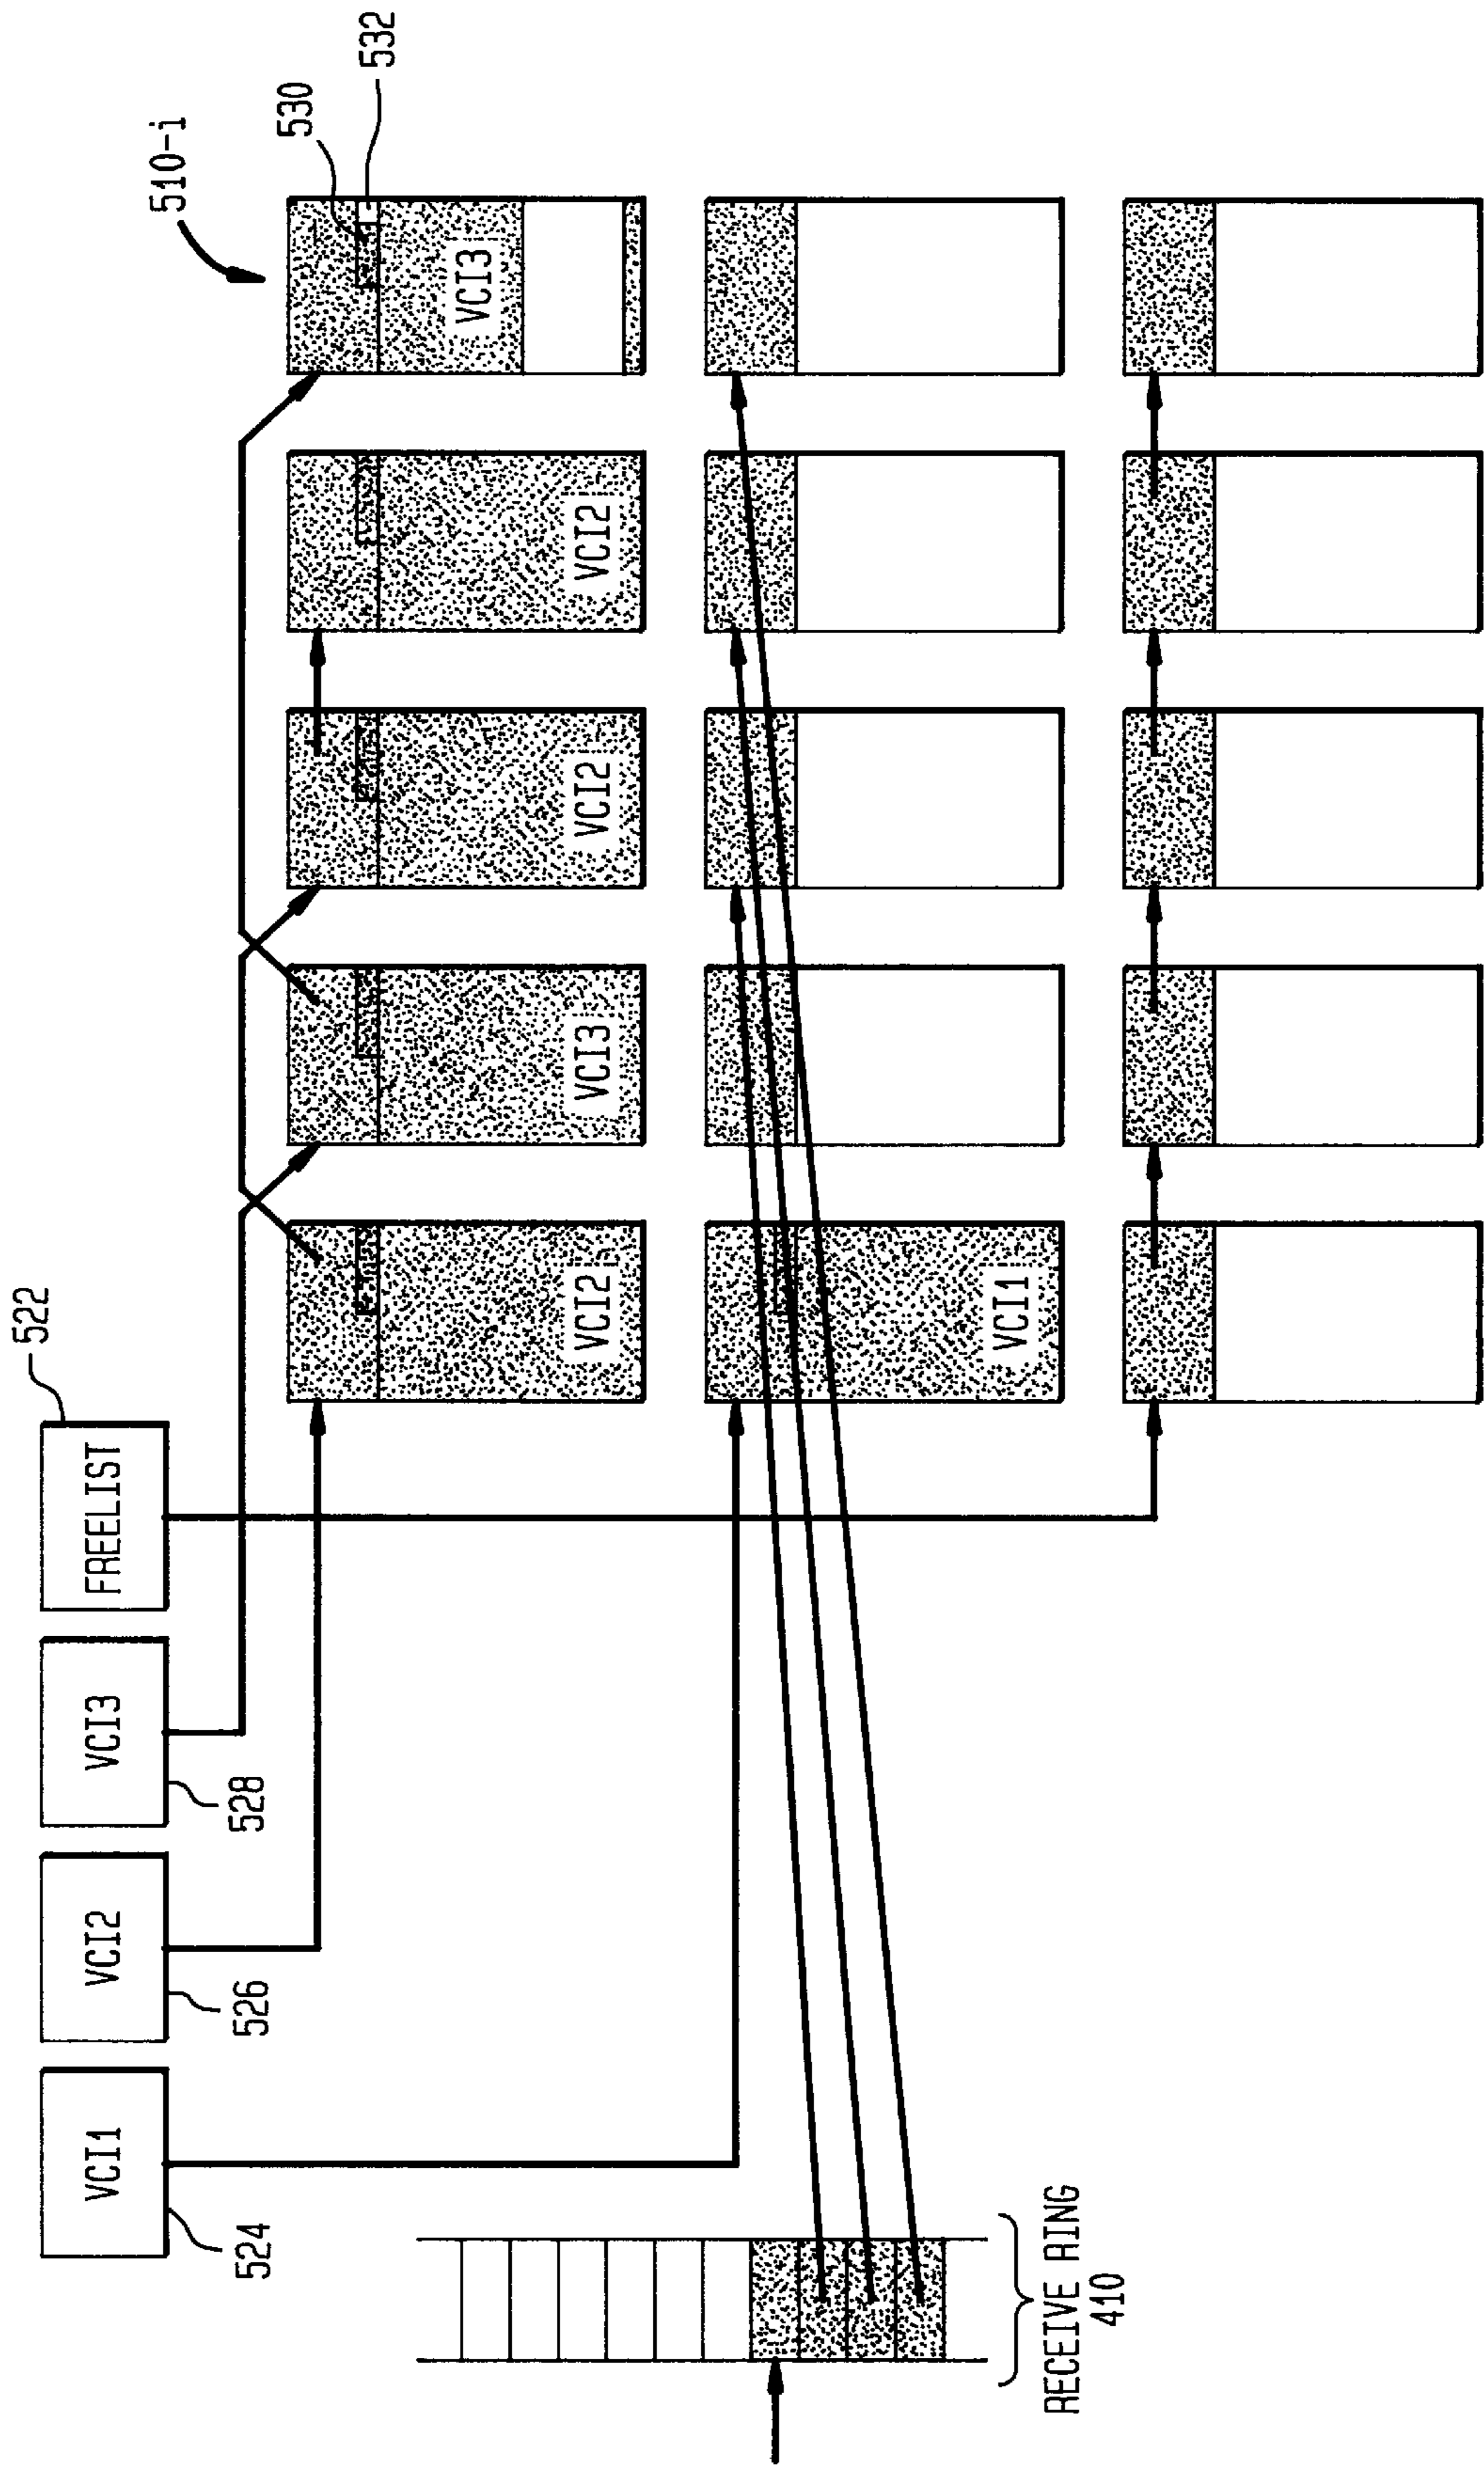 510-i
530
532
522
FREELIST
VCI3
528
VCI2
526
VCI1
524
VCI2
VCI3
VCI2
VCI2
VCI3
VCI1
RECEIVE RING
410